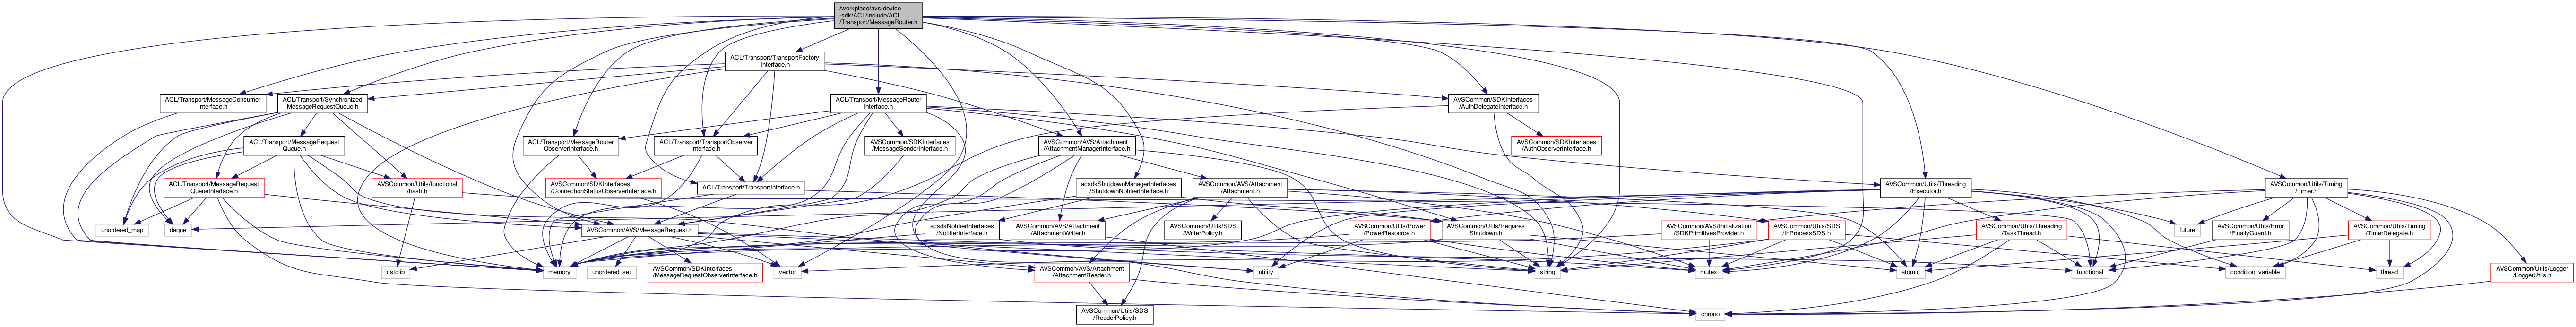 /workplace/avs-device
-sdk/ACL/include/ACL
/Transport/MessageRouter.h
ACL/Transport/TransportFactory
Interface.h
ACL/Transport/MessageConsumer
Interface.h
ACL/Transport/Synchronized
MessageRequestQueue.h
ACL/Transport/MessageRouter
Interface.h
AVSCommon/SDKInterfaces
/AuthDelegateInterface.h
ACL/Transport/MessageRequest
Queue.h
ACL/Transport/MessageRouter
ObserverInterface.h
ACL/Transport/TransportObserver
Interface.h
AVSCommon/SDKInterfaces
/MessageSenderInterface.h
AVSCommon/AVS/Attachment
/AttachmentManagerInterface.h
AVSCommon/SDKInterfaces
/AuthObserverInterface.h
ACL/Transport/MessageRequest
QueueInterface.h
AVSCommon/Utils/functional
/hash.h
AVSCommon/SDKInterfaces
/ConnectionStatusObserverInterface.h
ACL/Transport/TransportInterface.h
acsdkShutdownManagerInterfaces
/ShutdownNotifierInterface.h
AVSCommon/AVS/Attachment
/Attachment.h
AVSCommon/Utils/Threading
/Executor.h
AVSCommon/Utils/Timing
/Timer.h
unordered_map
deque
AVSCommon/AVS/MessageRequest.h
acsdkNotifierInterfaces
/NotifierInterface.h
AVSCommon/AVS/Attachment
/AttachmentWriter.h
AVSCommon/Utils/SDS
/WritePolicy.h
AVSCommon/Utils/Power
/PowerResource.h
AVSCommon/Utils/Requires
Shutdown.h
AVSCommon/AVS/Initialization
/SDKPrimitivesProvider.h
AVSCommon/Utils/SDS
/InProcessSDS.h
AVSCommon/Utils/Threading
/TaskThread.h
future
AVSCommon/Utils/Error
/FinallyGuard.h
AVSCommon/Utils/Timing
/TimerDelegate.h
cstdlib
memory
unordered_set
AVSCommon/SDKInterfaces
/MessageRequestObserverInterface.h
vector
AVSCommon/AVS/Attachment
/AttachmentReader.h
utility
string
mutex
atomic
functional
condition_variable
thread
AVSCommon/Utils/Logger
/LoggerUtils.h
AVSCommon/Utils/SDS
/ReaderPolicy.h
chrono